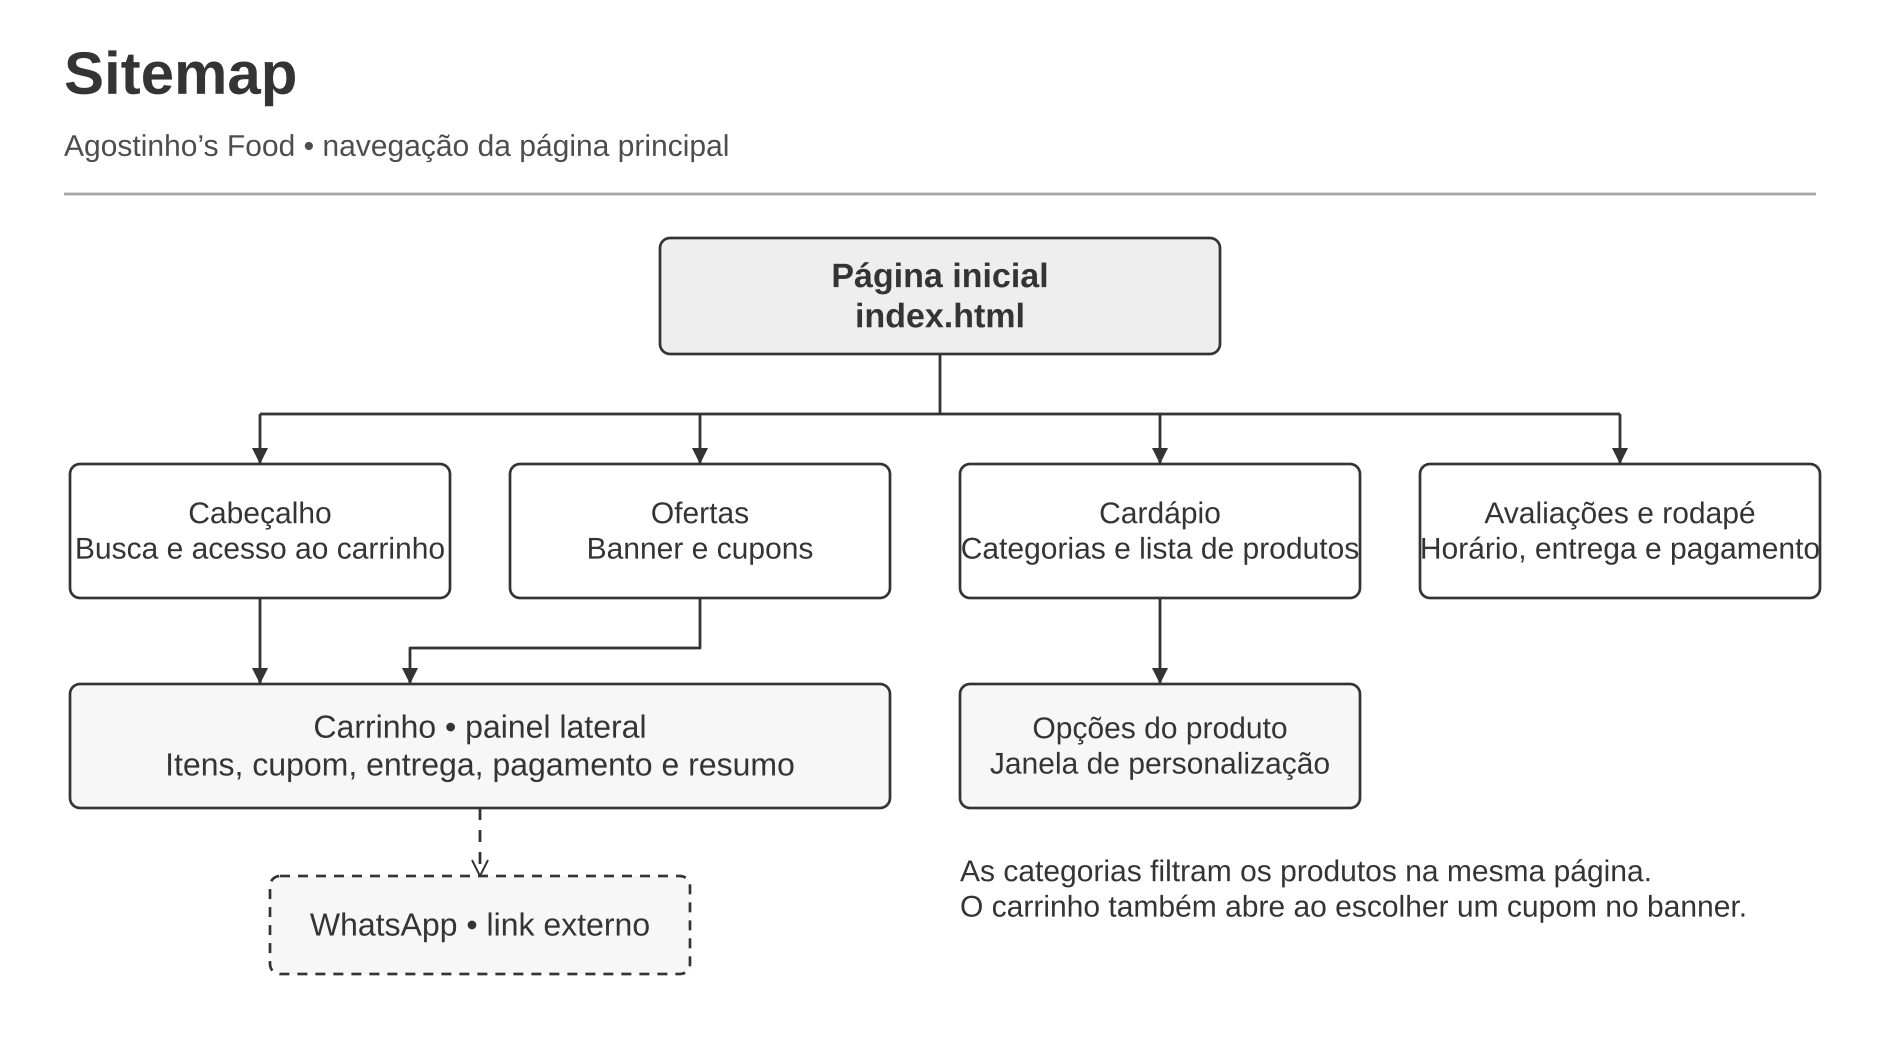 Sitemap
Agostinho’s Food • navegação da página principal
Página inicial
index.html
Cabeçalho
Busca e acesso ao carrinho
Ofertas
Banner e cupons
Cardápio
Categorias e lista de produtos
Avaliações e rodapé
Horário, entrega e pagamento
Carrinho • painel lateral
Itens, cupom, entrega, pagamento e resumo
Opções do produto
Janela de personalização
WhatsApp • link externo
As categorias filtram os produtos na mesma página.
O carrinho também abre ao escolher um cupom no banner.